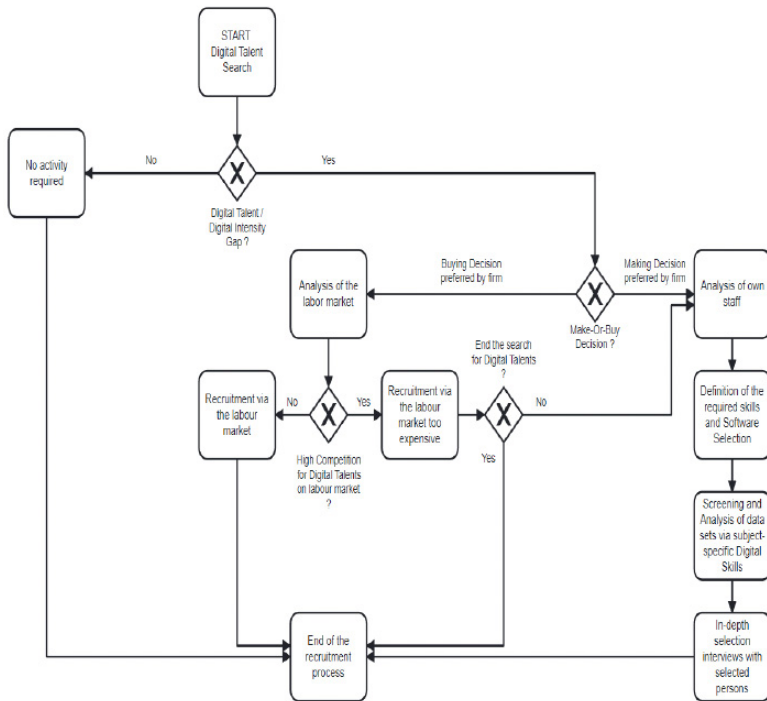 START
Digital Talent
Search
No
Yes
No activity
required
X
Digital Talent /
Digital Intensity
Gap ?
Buying Decision
preferred by firm
Making Decision
preferred by firm
Analysis of the
labor market
X
Analysis of own
staff
Make-Or-Buy
Decision ?
End the search
for Digital Talents
?
Recruitment via
the labour
market
No
X
Yes
Recruitment via
the labour
market too
expensive
X
No
Definition of the
required skills
and Software
Selection
High Competition
for Digital Talents
on labour market
?
Yes
Screening and
Analysis of data
sets via subject-
specific Digital
Skills
End of the
recruitment
process
In-depth
selection
interviews with
selected
persons